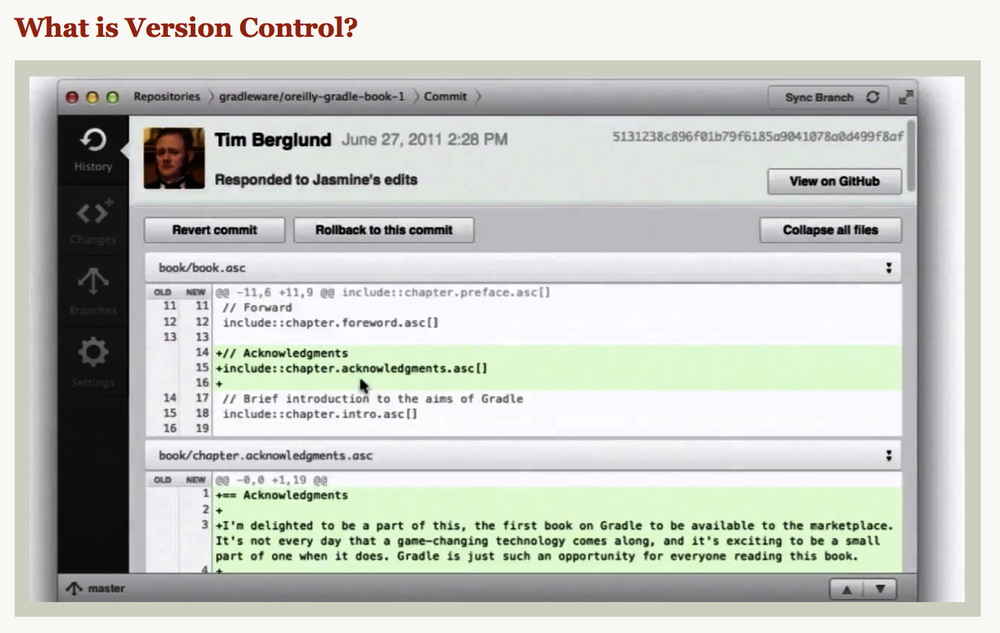 What is Version Control?
Repositories gradleware/oreilly-gradle-book-1 Commit Sync Branch
Tim Berglund June 27, 2011 2:28 PM 5131238c896f01b79f6185a9041078a0d499f8af
History
Responded to Jasmine's edits View on GitHub
Revert commit Rollback to this commit Collapse all files
Changes
book/book.asc
OLD NEW @@ -11,6 +11,9 @@ include::chapter.preface.asc[]
11 11 // Forward
Branches
12 12 include::chapter.foreword.asc[]
13 13
14 +// Acknowledgments
15 +include::chapter.acknowledgments.asc[]
16 +
Settings
14 17 // Brief introduction to the aims of Gradle
15 18 include::chapter.intro.asc[]
16 19
book/chapter.acknowledgments.asc
OLD NEW @@ -0,0 +1,19 @@
1 +== Acknowledgments
2 +
3 +I'm delighted to be a part of this, the first book on Gradle to be available to the marketplace.
It's not every day that a game-changing technology comes along, and it's exciting to be a small
part of one when it does. Gradle is just such an opportunity for everyone reading this book.
4 +
master